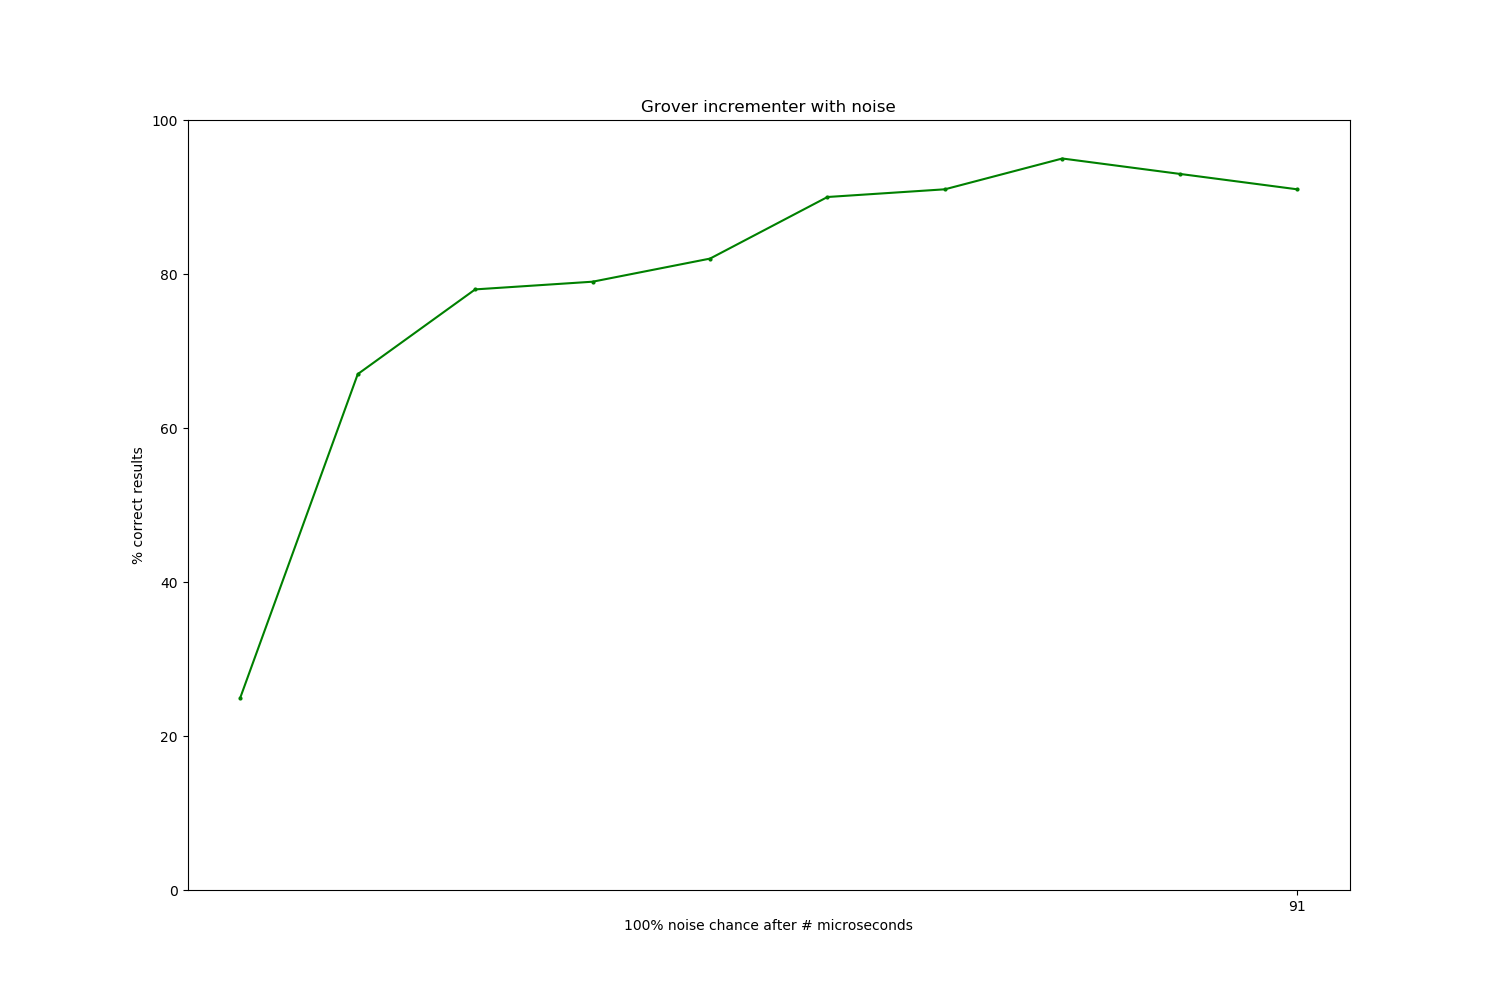 Grover incrementer with noise
100
80
60
40
20
0
% correct results
91
100% noise chance after # microseconds